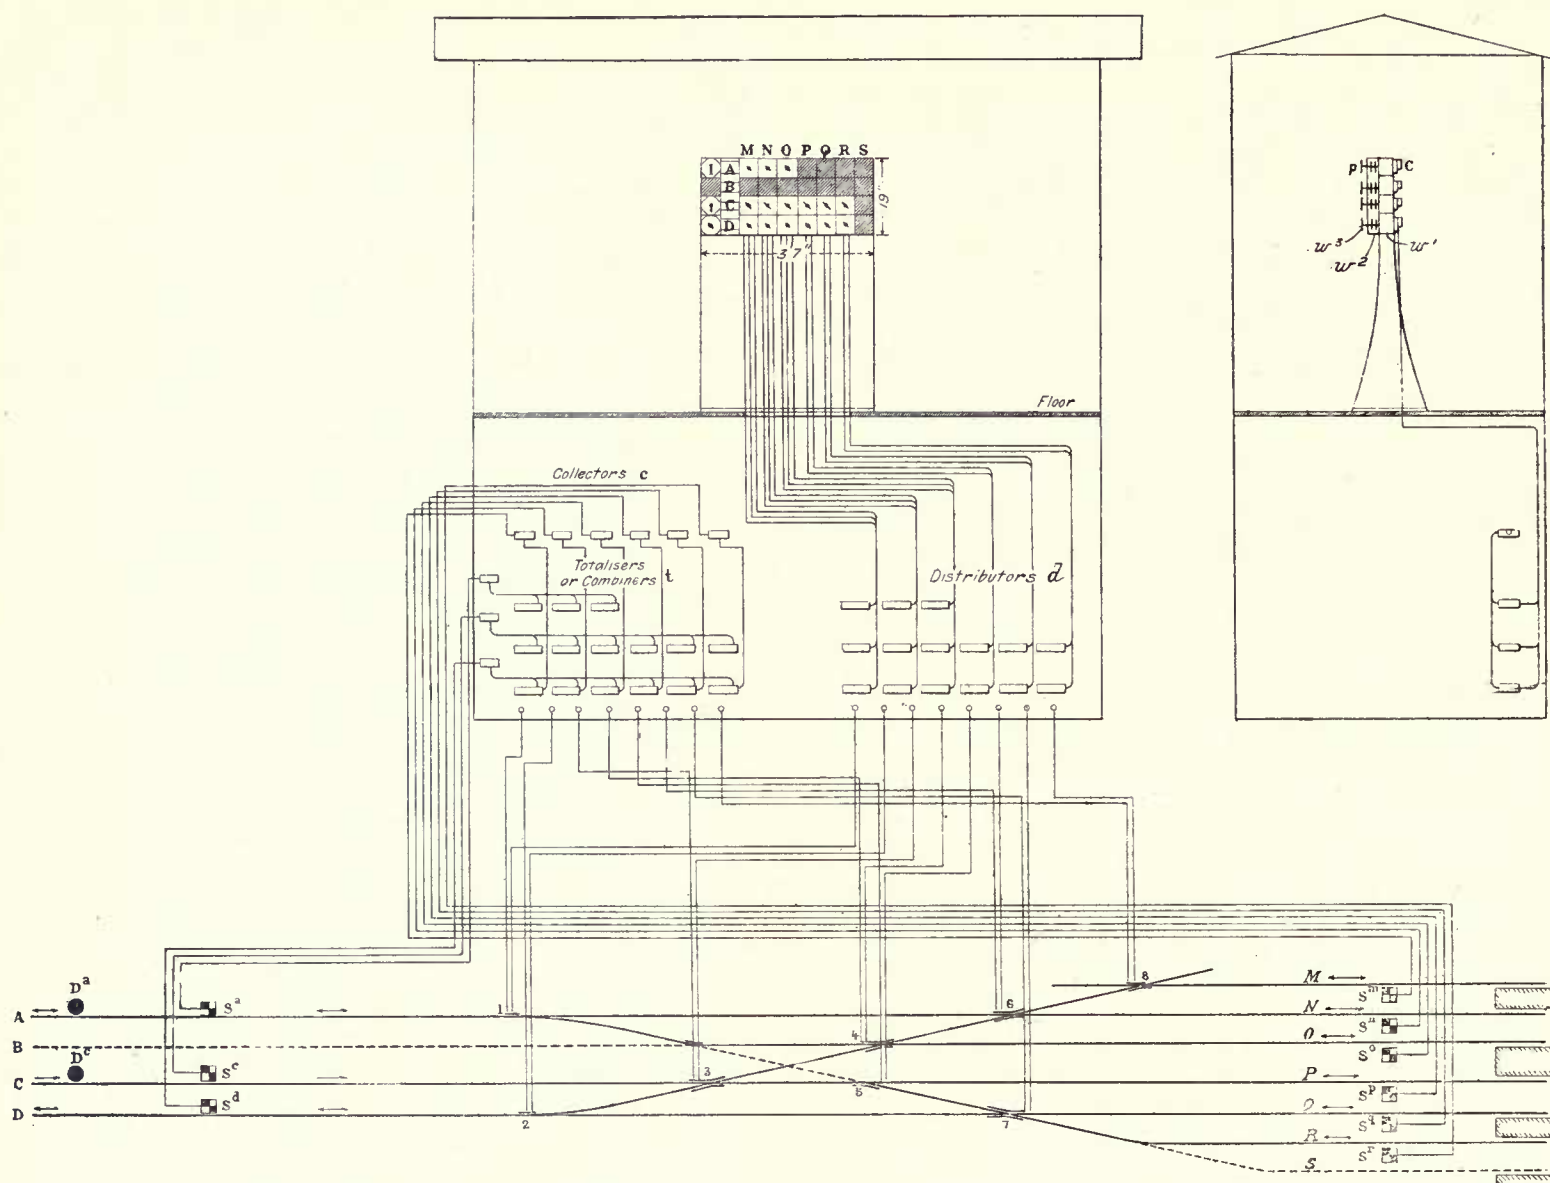 M N O P Q R S
I A
B
C
D
19"
37"
p C
w³ w¹
w²
Floor
Collectors c
Totalisers
or Combiners t
Distributors d
8
Dᵃ
Sᵃ
1
6
M
Sᵐ
N
A
Sⁿ
4
O
B
Dᶜ
Sᵒ
Sᶜ
3
P
C
5
Sᵖ
Sᵈ
Q
D
2
7
S^q
R
Sʳ
S